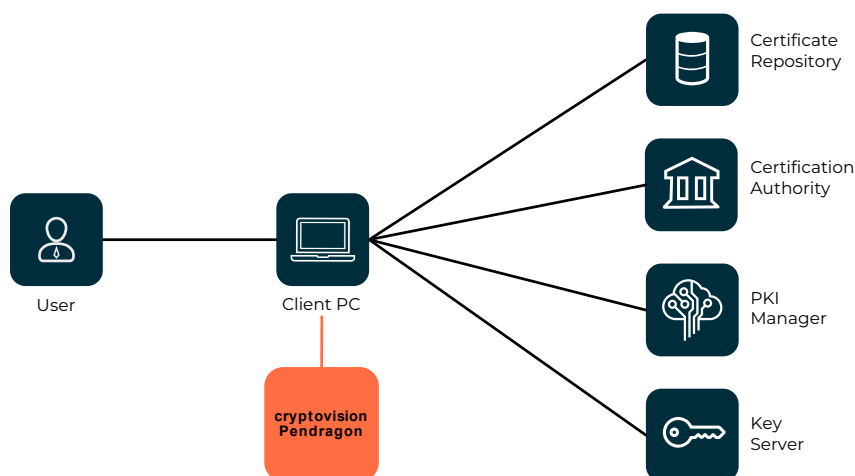 Certificate
Repository
Certification
Authority
User
Client PC
PKI
Manager
cryptovision
Pendragon
Key
Server